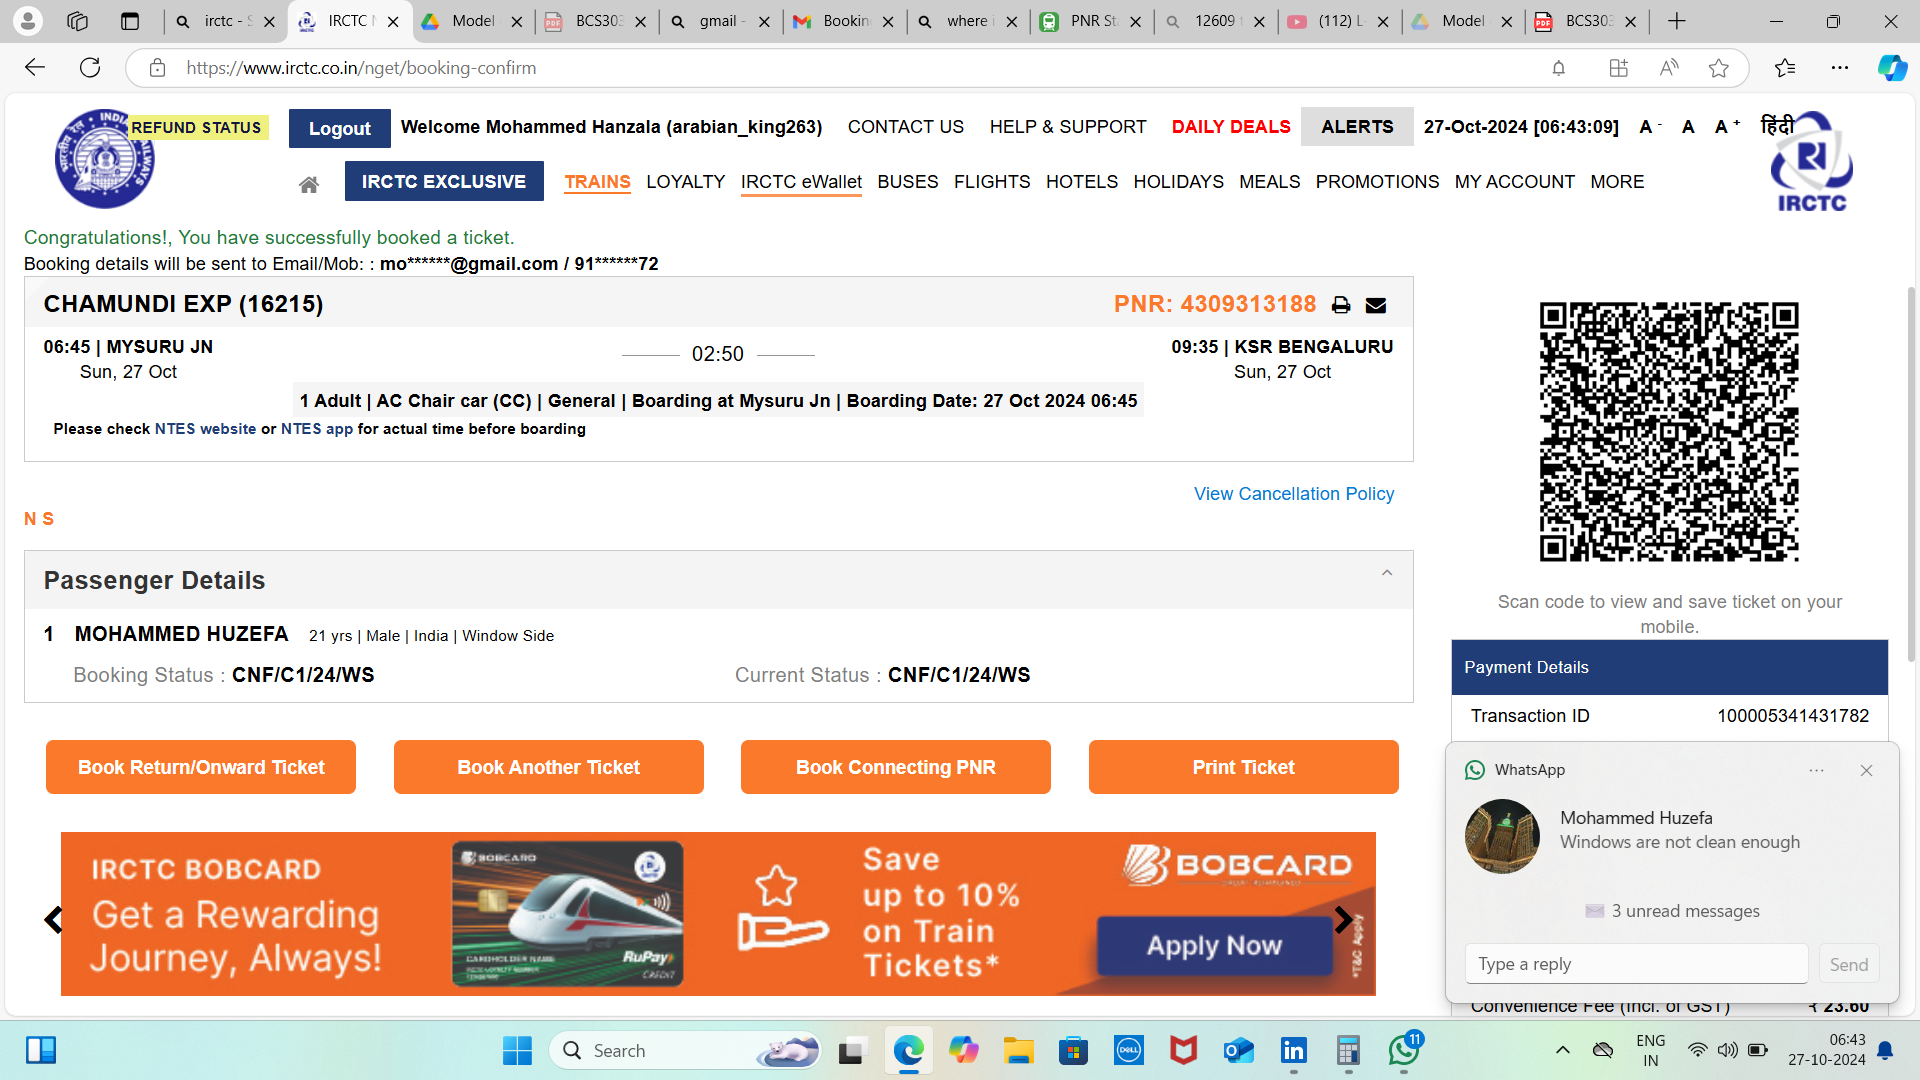 irctc - S
IRCTC N
Model
BCS303
gmail -
Booking
where i
PNR St
12609 t
(112) L
Model
BCS303
https://www.irctc.co.in/nget/booking-confirm
REFUND STATUS
Logout
Welcome Mohammed Hanzala (arabian_king263)
CONTACT US
HELP & SUPPORT
DAILY DEALS
ALERTS
27-Oct-2024 [06:43:09]
A -
A
A +
हिंदी
IRCTC EXCLUSIVE
TRAINS
LOYALTY
IRCTC eWallet
BUSES
FLIGHTS
HOTELS
HOLIDAYS
MEALS
PROMOTIONS
MY ACCOUNT
MORE
IRCTC
Congratulations!, You have successfully booked a ticket.
Booking details will be sent to Email/Mob: : mo******@gmail.com / 91******72
CHAMUNDI EXP (16215)
PNR: 4309313188
06:45 | MYSURU JN
02:50
09:35 | KSR BENGALURU
Sun, 27 Oct
Sun, 27 Oct
1 Adult | AC Chair car (CC) | General | Boarding at Mysuru Jn | Boarding Date: 27 Oct 2024 06:45
Please check NTES website or NTES app for actual time before boarding
View Cancellation Policy
N S
Passenger Details
1 MOHAMMED HUZEFA 21 yrs | Male | India | Window Side
Booking Status : CNF/C1/24/WS
Current Status : CNF/C1/24/WS
Book Return/Onward Ticket
Book Another Ticket
Book Connecting PNR
Print Ticket
Scan code to view and save ticket on your
mobile.
Payment Details
Transaction ID 100005341431782
WhatsApp
Mohammed Huzefa
Windows are not clean enough
3 unread messages
Type a reply
Send
Convenience Fee (Incl. of GST) ₹ 23.60
IRCTC BOBCARD
Get a Rewarding
Journey, Always!
BOBCARD
CARDHOLDER NAME
RuPay
CREDIT
Save
up to 10%
on Train
Tickets*
BOBCARD
Apply Now
*T&C Apply
Search
DELL
11
ENG
IN
06:43
27-10-2024